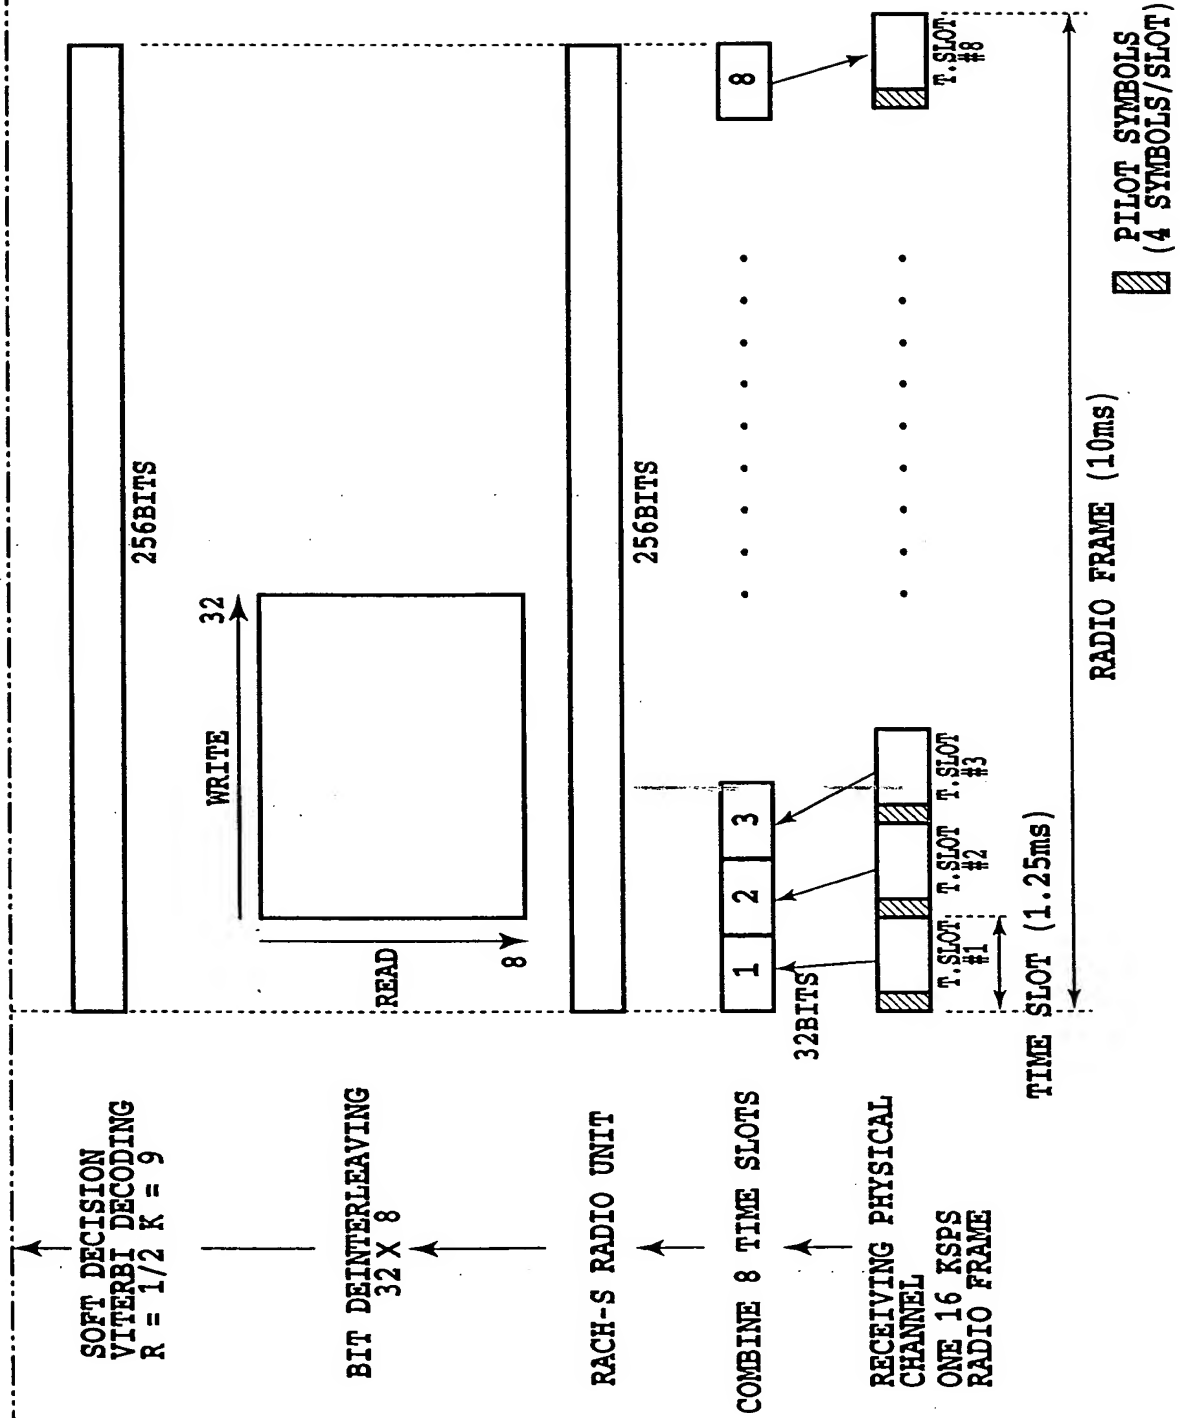 SOFT DECISION
VITERBI DECODING
R = 1/2 K = 9
256BITS
BIT DEINTERLEAVING
32 X 8
WRITE
32
READ
8
RACH-S RADIO UNIT
256BITS
COMBINE 8 TIME SLOTS
1
2
3
8
32BITS
RECEIVING PHYSICAL
CHANNEL
ONE 16 KSPS
RADIO FRAME
T.SLOT
#1
T.SLOT
#2
T.SLOT
#3
T.SLOT
#8
TIME SLOT (1.25ms)
RADIO FRAME (10ms)
PILOT SYMBOLS
(4 SYMBOLS/SLOT)